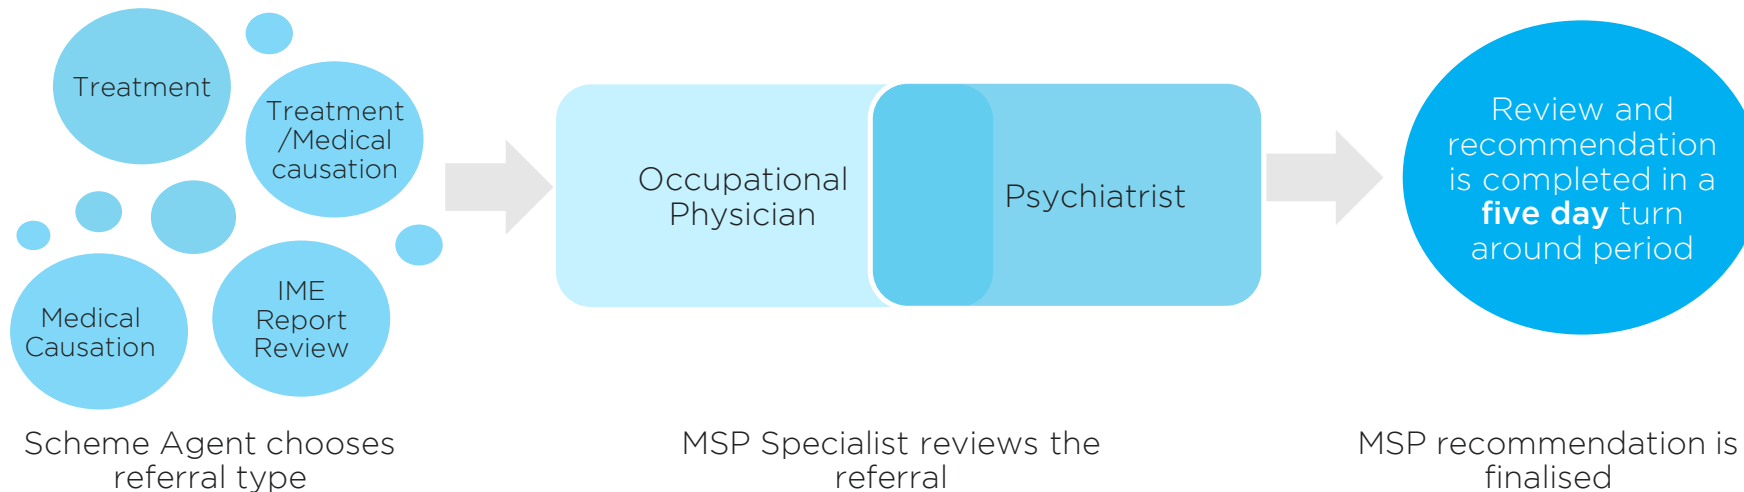 Treatment
Treatment
/Medical
causation
Medical
Causation
IME
Report
Review
Scheme Agent chooses
referral type
Occupational
Physician
Psychiatrist
MSP Specialist reviews the
referral
Review and
recommendation
is completed in a
five day turn
around period
MSP recommendation is
finalised